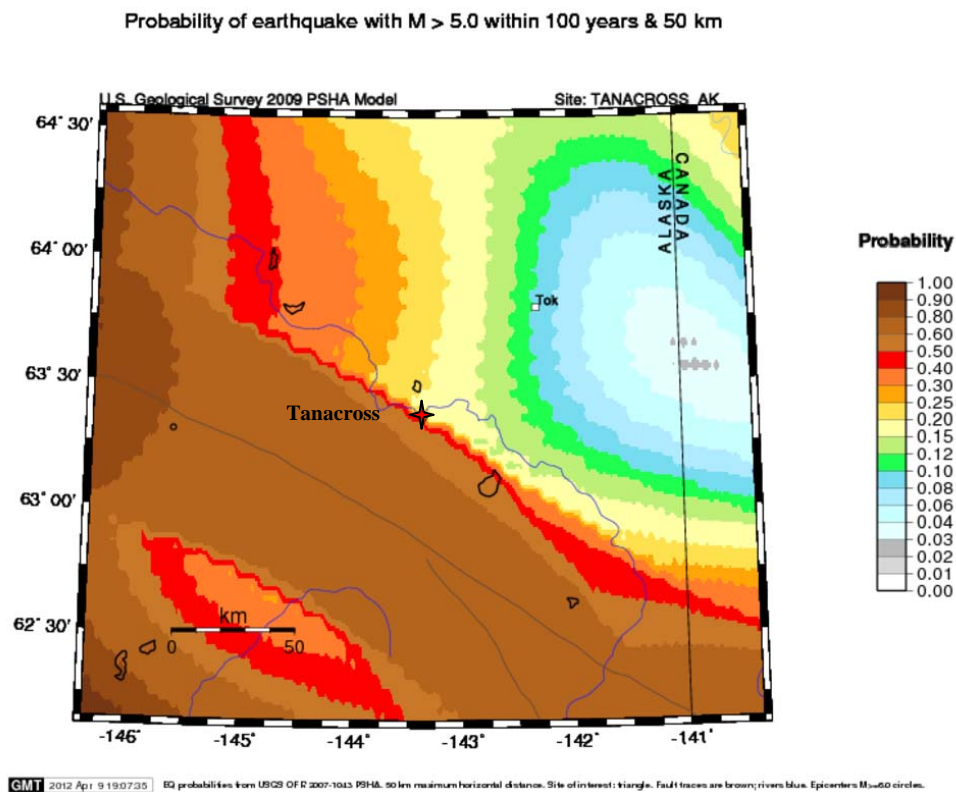 Probability of earthquake with M > 5.0 within 100 years & 50 km
U.S. Geological Survey 2009 PSHA Model Site: TANACROSS AK
64° 30'
64° 00'
63° 30'
63° 00'
62° 30'
ALASKA
CANADA
Tok
Tanacross
km
0 50
-146° -145° -144° -143° -142° -141°
Probability
1.00
0.90
0.80
0.60
0.50
0.40
0.30
0.25
0.20
0.15
0.12
0.10
0.08
0.06
0.04
0.03
0.02
0.01
0.00
GMT 2012 Apr 9 19:07:35 EQ probabilities from USGS OFR 2007-1043 PSHA. 50 km maximum horizontal distance. Site of interest: triangle. Fault traces are brown; rivers blue. Epicenters M>=6.0 circles.